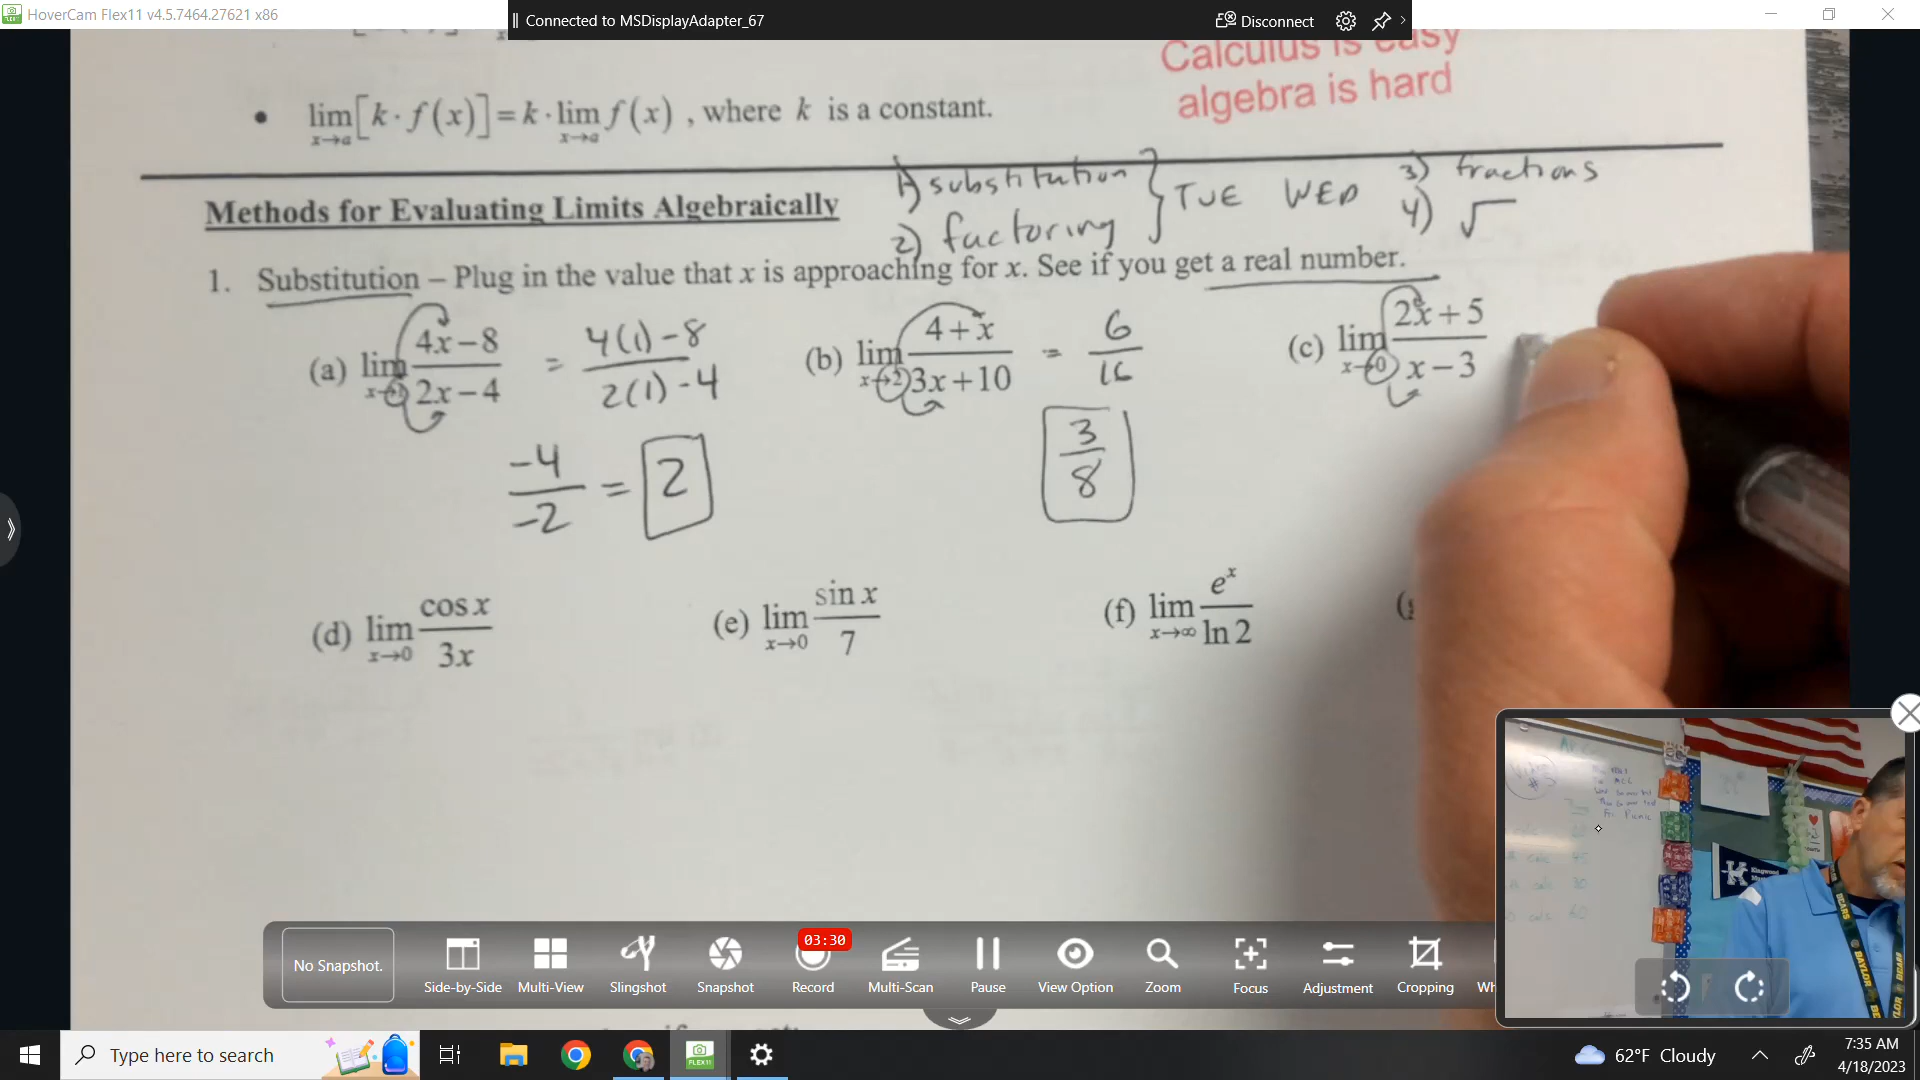 HoverCam Flex11 v4.5.7464.27621 x86
Connected to MSDisplayAdapter_67
Disconnect
Calculus is easy
algebra is hard
• lim x→a [k · f(x)] = k · lim x→a f(x) , where k is a constant.
1) substitution } TUE WED 3) fractions
2) factoring 4) √
Methods for Evaluating Limits Algebraically
1. Substitution – Plug in the value that x is approaching for x. See if you get a real number.
(a) lim x→1 (4x−8)/(2x−4) = (4(1)-8)/(2(1)-4)
-4/-2 = 2
(b) lim x→2 (4+x)/(3x+10) = 6/16
3/8
(c) lim x→0 (2x+5)/(x−3)
(d) lim x→0 cos x/3x
(e) lim x→0 sin x/7
(f) lim x→∞ e^x/ln 2
Kingwood
BEARS
BAYLOR
BEARS
No Snapshot.
03:30
Side-by-Side Multi-View Slingshot Snapshot Record Multi-Scan Pause View Option Zoom Focus Adjustment Cropping
Type here to search
FLEX11
62°F Cloudy
7:35 AM
4/18/2023